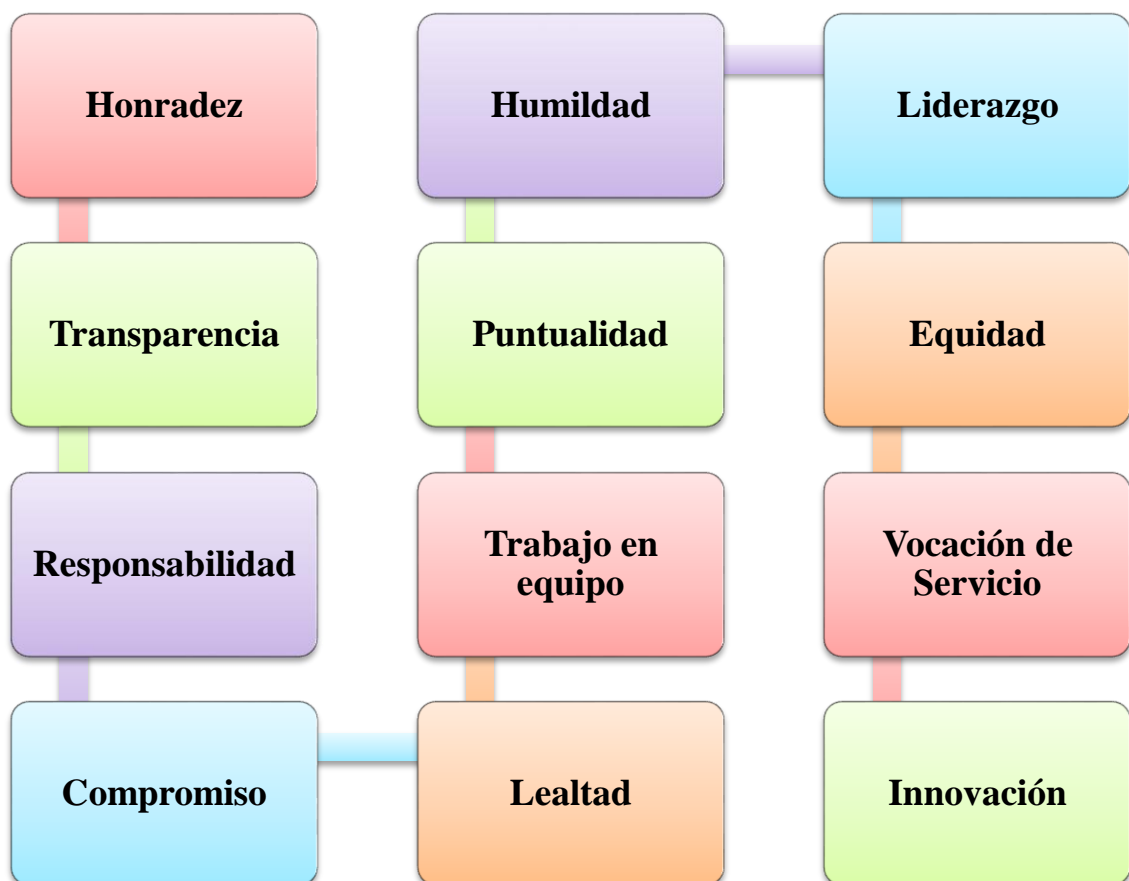 Honradez
Transparencia
Responsabilidad
Compromiso
Lealtad
Trabajo en
equipo
Puntualidad
Humildad
Liderazgo
Equidad
Vocación de
Servicio
Innovación